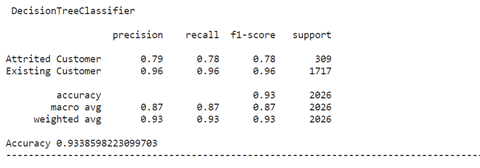 DecisionTreeClassifier
precision recall f1-score support
Attrited Customer 0.79 0.78 0.78 309
Existing Customer 0.96 0.96 0.96 1717
accuracy 0.93 2026
macro avg 0.87 0.87 0.87 2026
weighted avg 0.93 0.93 0.93 2026
Accuracy 0.9338598223099703
--------------------------------------------------------------------------------